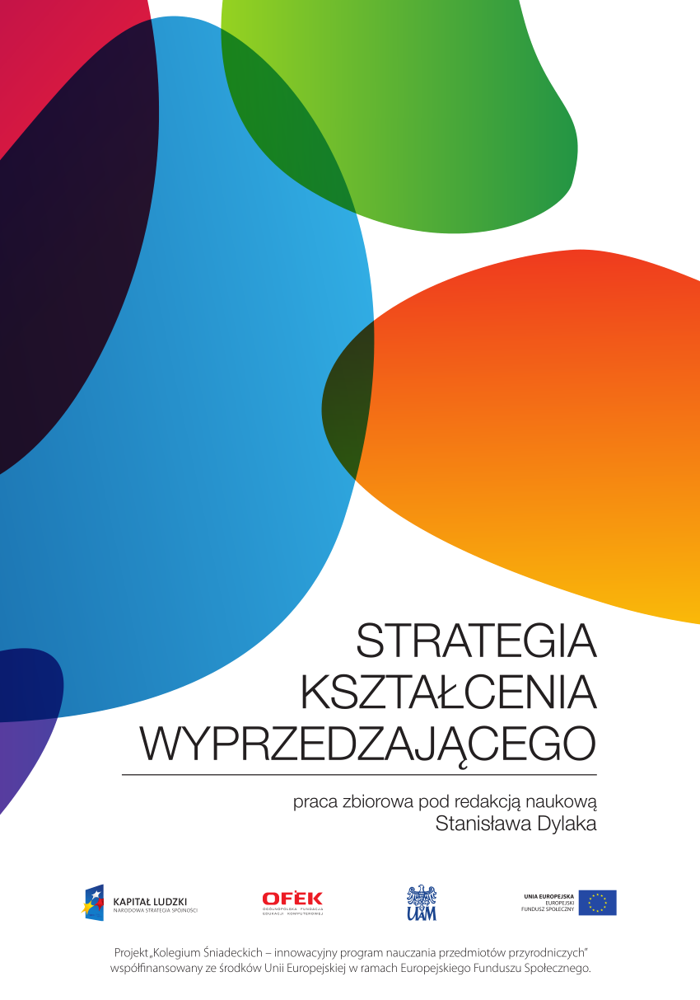 STRATEGIA
KSZTAŁCENIA
WYPRZEDZAJĄCEGO
praca zbiorowa pod redakcją naukową
Stanisława Dylaka
KAPITAŁ LUDZKI
NARODOWA STRATEGIA SPÓJNOŚCI
OFEK
OGÓLNOPOLSKA FUNDACJA
EDUKACJI KOMPUTEROWEJ
UAM
UNIA EUROPEJSKA
EUROPEJSKI
FUNDUSZ SPOŁECZNY
Projekt „Kolegium Śniadeckich – innowacyjny program nauczania przedmiotów przyrodniczych”
współfinansowany ze środków Unii Europejskiej w ramach Europejskiego Funduszu Społecznego.